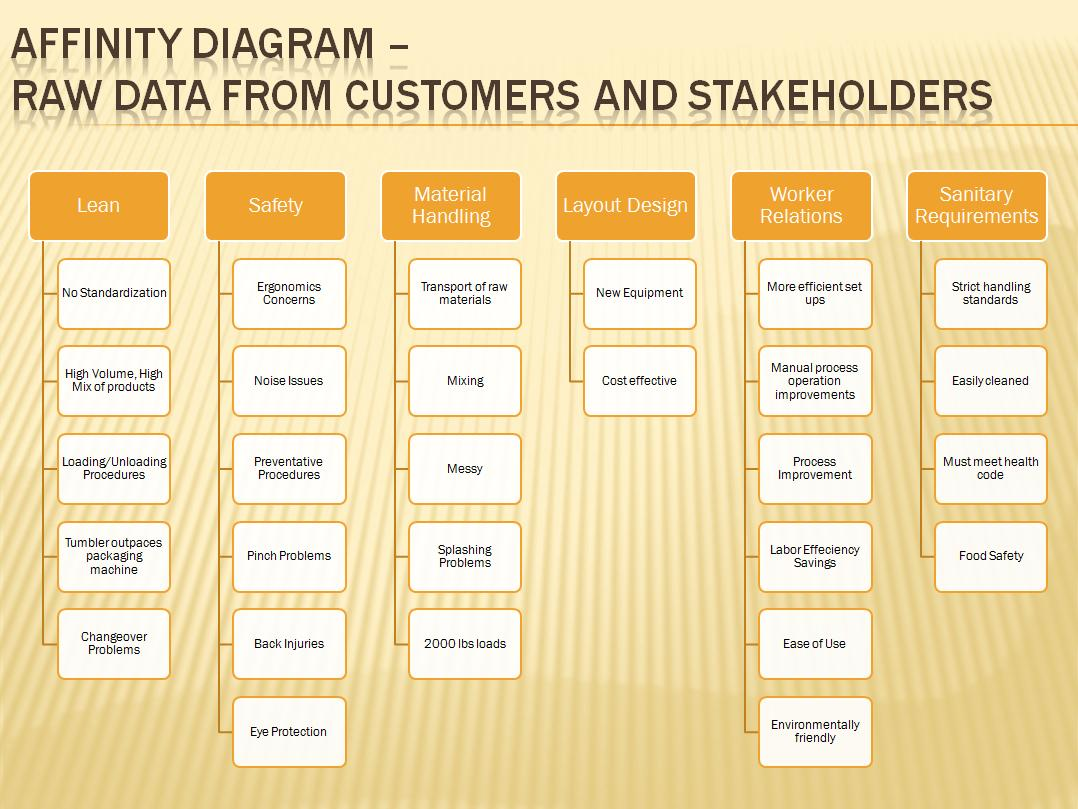 AFFINITY DIAGRAM –
RAW DATA FROM CUSTOMERS AND STAKEHOLDERS
Lean
No Standardization
High Volume, High
Mix of products
Loading/Unloading
Procedures
Tumbler outpaces
packaging
machine
Changeover
Problems
Safety
Ergonomics
Concerns
Noise Issues
Preventative
Procedures
Pinch Problems
Back Injuries
Eye Protection
Material
Handling
Transport of raw
materials
Mixing
Messy
Splashing
Problems
2000 lbs loads
Layout Design
New Equipment
Cost effective
Worker
Relations
More efficient set
ups
Manual process
operation
improvements
Process
Improvement
Labor Effeciency
Savings
Ease of Use
Environmentally
friendly
Sanitary
Requirements
Strict handling
standards
Easily cleaned
Must meet health
code
Food Safety